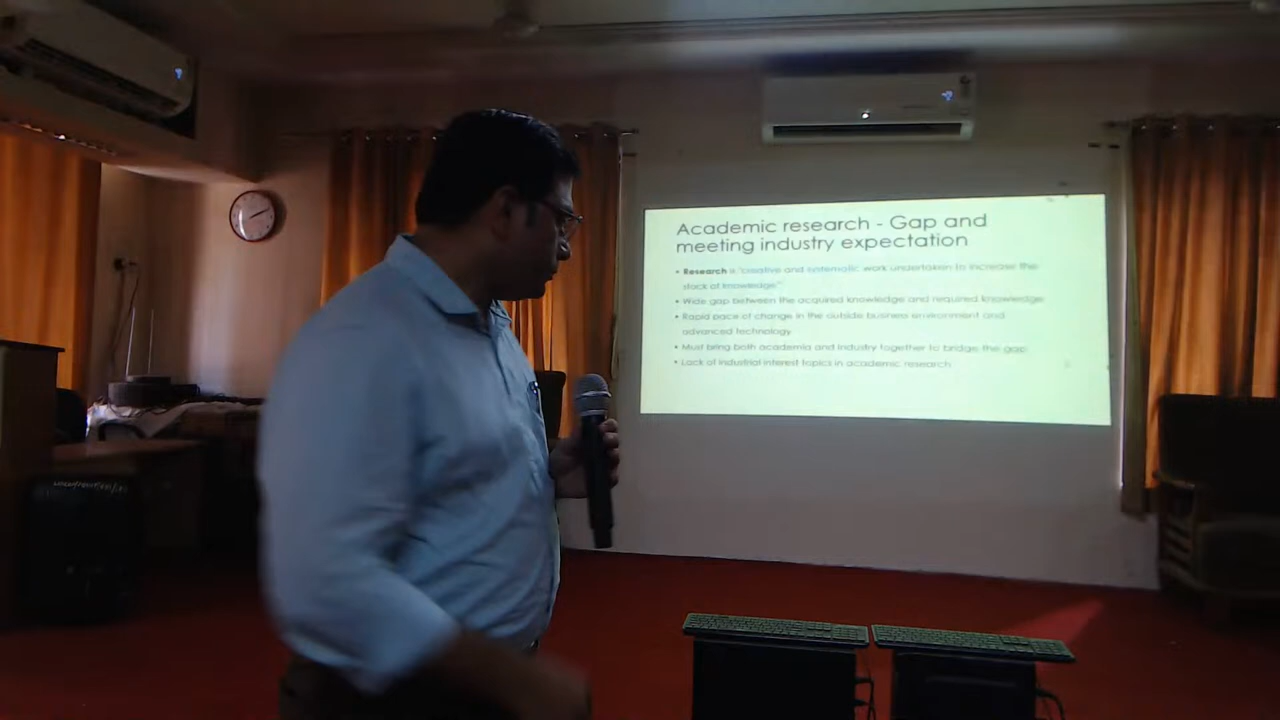 Academic research - Gap and
meeting industry expectation
• Research is "creative and systematic work undertaken to increase the
stock of knowledge"
• Wide gap between the acquired knowledge and required knowledge
• Rapid pace of change in the outside business environment and
advanced technology
• Must bring both academia and industry together to bridge the gap
• Lack of industrial interest topics in academic research